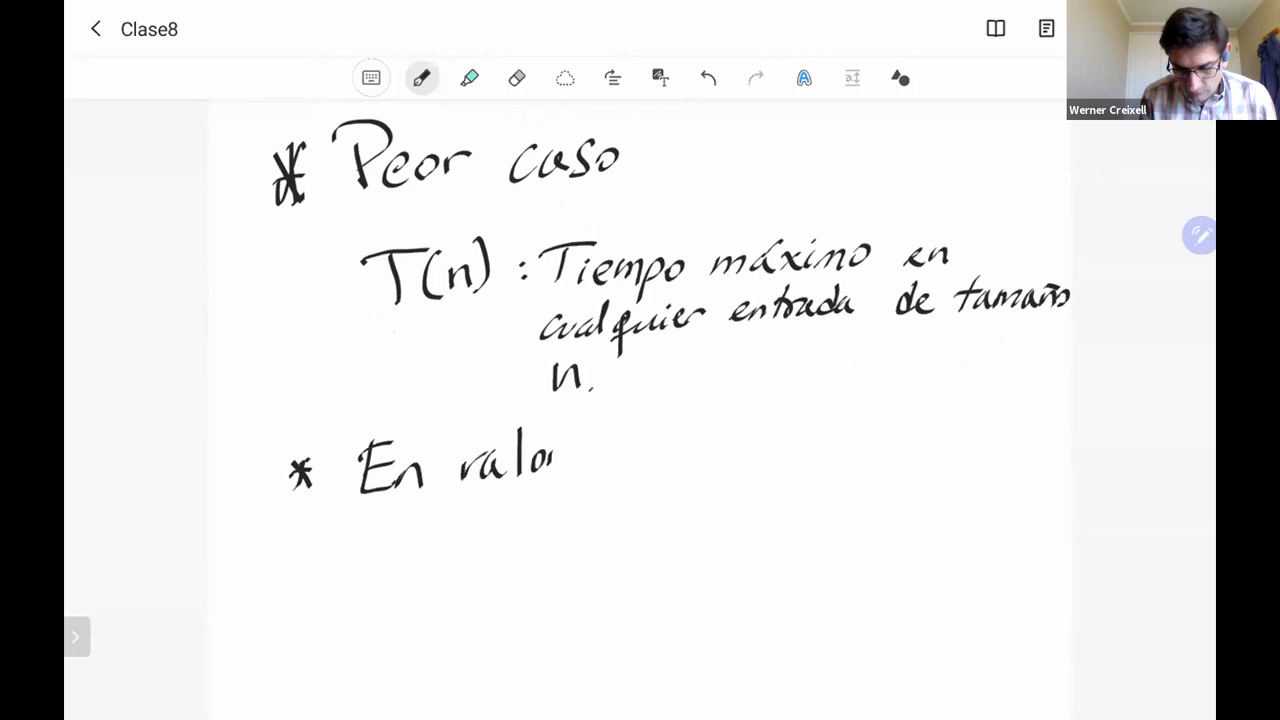 Clase8
Werner Creixell
* Peor caso
T(n) : Tiempo máximo en
cualquier entrada de tamaño
n.
* En valo